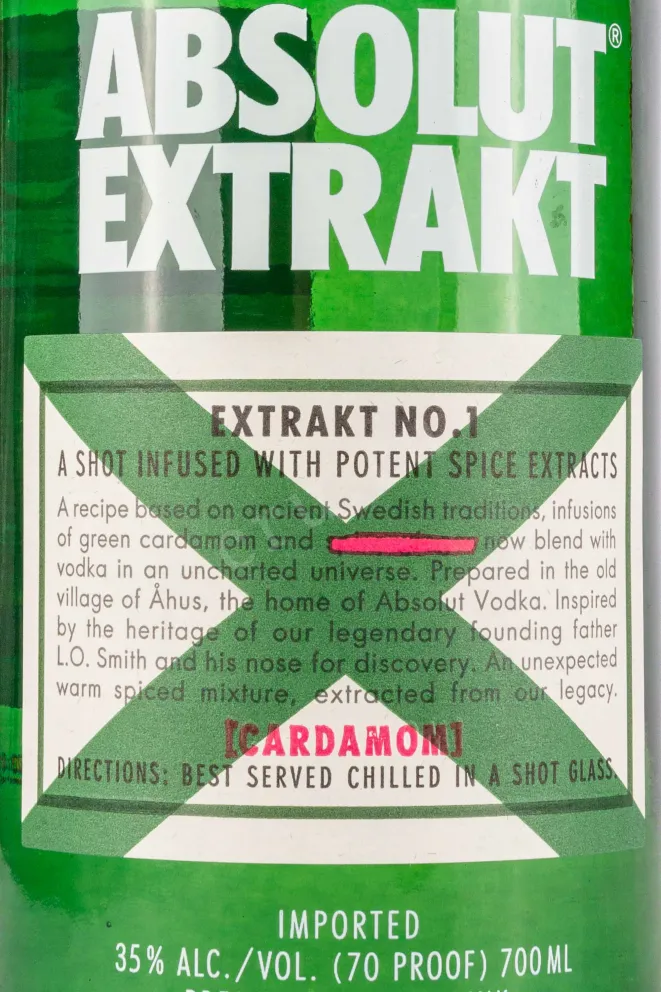 ABSOLUT®
EXTRAKT
EXTRAKT NO.1
A SHOT INFUSED WITH POTENT SPICE EXTRACTS
A recipe based on ancient Swedish traditions, infusions
of green cardamom and now blend with
vodka in an uncharted universe. Prepared in the old
village of Åhus, the home of Absolut Vodka. Inspired
by the heritage of our legendary founding father
L.O. Smith and his nose for discovery. An unexpected
warm spiced mixture, extracted from our legacy.
[CARDAMOM]
DIRECTIONS: BEST SERVED CHILLED IN A SHOT GLASS.
IMPORTED
35% ALC./VOL. (70 PROOF) 700ML